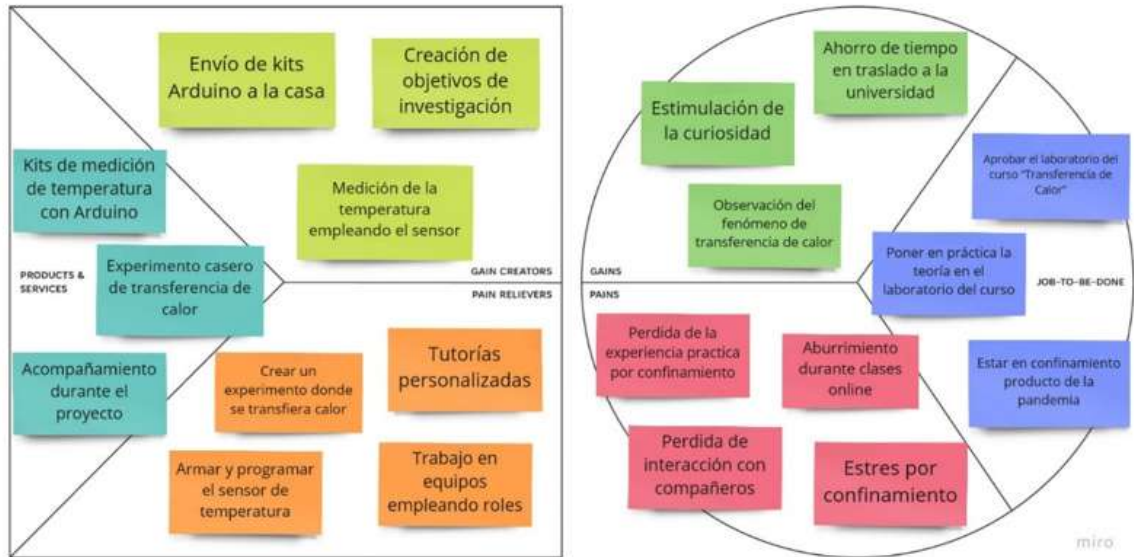 Envío de kits
Arduino a la casa
Creación de
objetivos de
investigación
Kits de medición
de temperatura
con Arduino
Medición de la
temperatura
empleando el sensor
PRODUCTS &
SERVICES
Experimento casero
de transferencia de
calor
GAIN CREATORS
PAIN RELIEVERS
Acompañamiento
durante el
proyecto
Crear un
experimento donde
se transfiera calor
Tutorías
personalizadas
Armar y programar
el sensor de
temperatura
Trabajo en
equipos
empleando roles
Ahorro de tiempo
en traslado a la
universidad
Estimulación de
la curiosidad
Aprobar el laboratorio del
curso "Transferencia de
Calor"
Observación del
fenómeno de
transferencia de calor
Poner en práctica la
teoría en el
laboratorio del curso
GAINS
PAINS
JOB-TO-BE-DONE
Perdida de la
experiencia practica
por confinamiento
Aburrimiento
durante clases
online
Estar en confinamiento
producto de la
pandemia
Perdida de
interacción con
compañeros
Estres por
confinamiento
miro